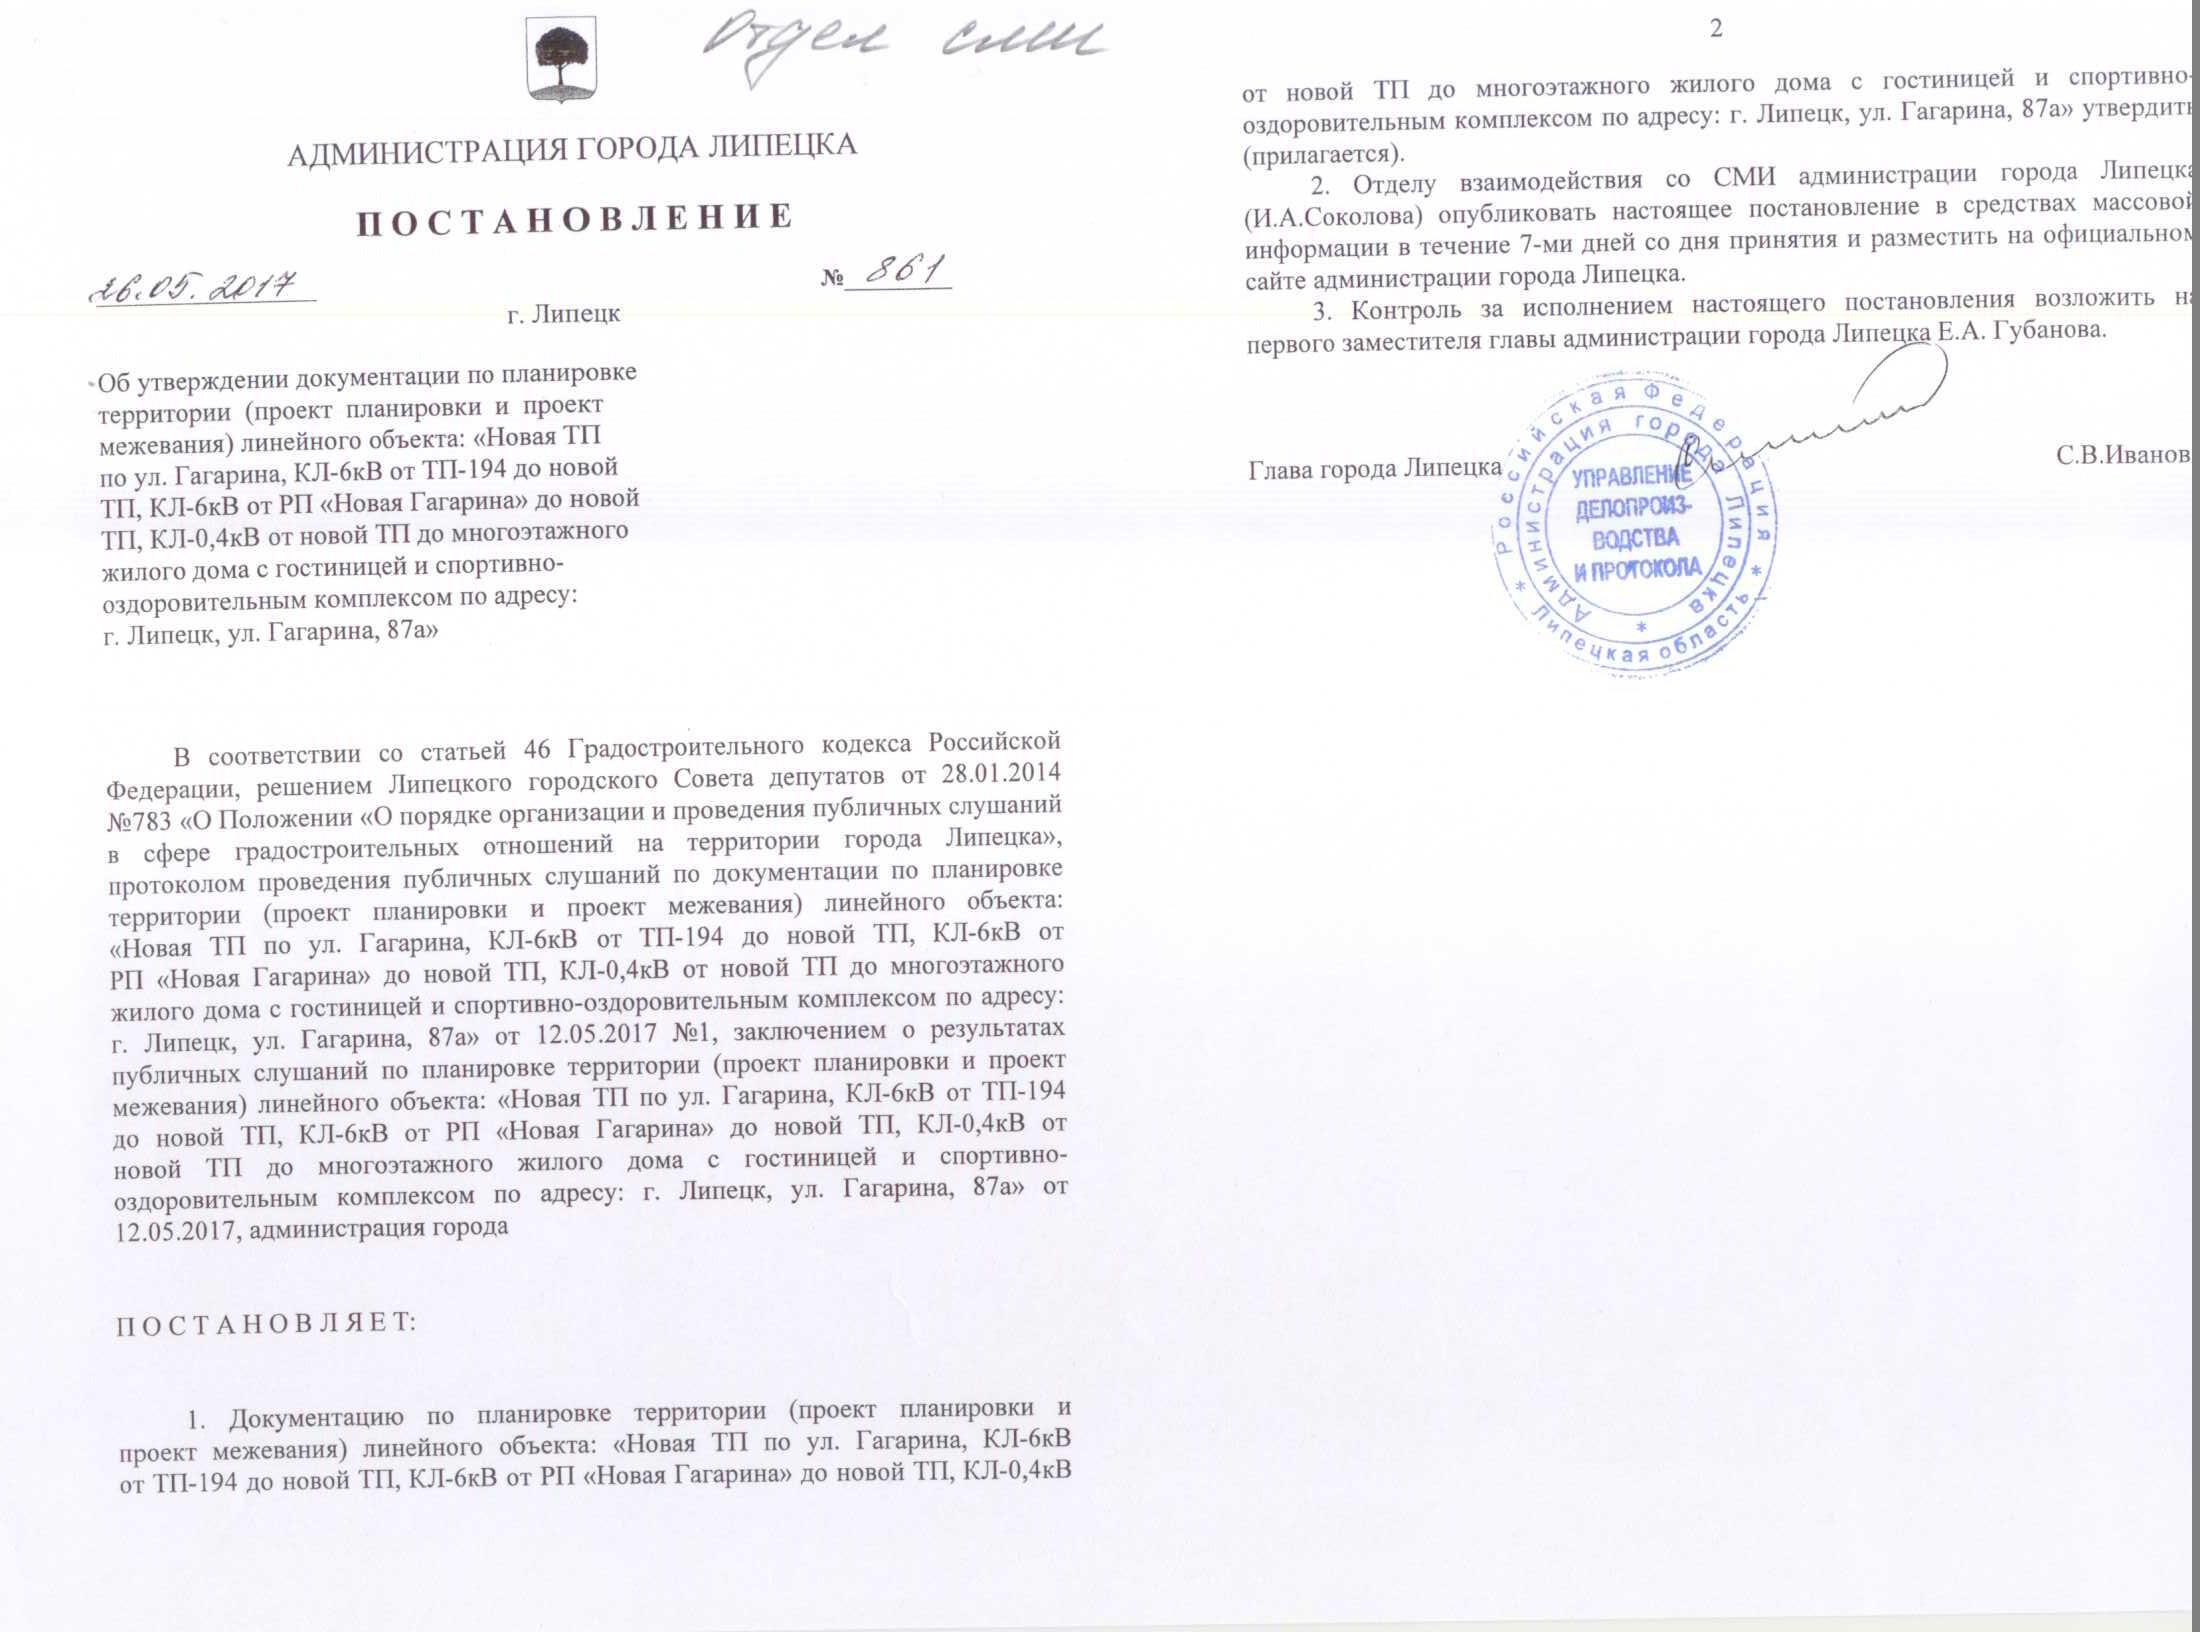 Отдел сми
АДМИНИСТРАЦИЯ ГОРОДА ЛИПЕЦКА
ПОСТАНОВЛЕНИЕ
26.05.2017 № 861
г. Липецк
Об утверждении документации по планировке
территории (проект планировки и проект
межевания) линейного объекта: «Новая ТП
по ул. Гагарина, КЛ-6кВ от ТП-194 до новой
ТП, КЛ-6кВ от РП «Новая Гагарина» до новой
ТП, КЛ-0,4кВ от новой ТП до многоэтажного
жилого дома с гостиницей и спортивно-
оздоровительным комплексом по адресу:
г. Липецк, ул. Гагарина, 87а»
В соответствии со статьей 46 Градостроительного кодекса Российской
Федерации, решением Липецкого городского Совета депутатов от 28.01.2014
№783 «О Положении «О порядке организации и проведения публичных слушаний
в сфере градостроительных отношений на территории города Липецка»,
протоколом проведения публичных слушаний по документации по планировке
территории (проект планировки и проект межевания) линейного объекта:
«Новая ТП по ул. Гагарина, КЛ-6кВ от ТП-194 до новой ТП, КЛ-6кВ от
РП «Новая Гагарина» до новой ТП, КЛ-0,4кВ от новой ТП до многоэтажного
жилого дома с гостиницей и спортивно-оздоровительным комплексом по адресу:
г. Липецк, ул. Гагарина, 87а» от 12.05.2017 №1, заключением о результатах
публичных слушаний по планировке территории (проект планировки и проект
межевания) линейного объекта: «Новая ТП по ул. Гагарина, КЛ-6кВ от ТП-194
до новой ТП, КЛ-6кВ от РП «Новая Гагарина» до новой ТП, КЛ-0,4кВ от
новой ТП до многоэтажного жилого дома с гостиницей и спортивно-
оздоровительным комплексом по адресу: г. Липецк, ул. Гагарина, 87а» от
12.05.2017, администрация города
ПОСТАНОВЛЯЕТ:
1. Документацию по планировке территории (проект планировки и
проект межевания) линейного объекта: «Новая ТП по ул. Гагарина, КЛ-6кВ
от ТП-194 до новой ТП, КЛ-6кВ от РП «Новая Гагарина» до новой ТП, КЛ-0,4кВ
2
от новой ТП до многоэтажного жилого дома с гостиницей и спортивно-
оздоровительным комплексом по адресу: г. Липецк, ул. Гагарина, 87а» утвердить
(прилагается).
2. Отделу взаимодействия со СМИ администрации города Липецка
(И.А.Соколова) опубликовать настоящее постановление в средствах массовой
информации в течение 7-ми дней со дня принятия и разместить на официальном
сайте администрации города Липецка.
3. Контроль за исполнением настоящего постановления возложить на
первого заместителя главы администрации города Липецка Е.А. Губанова.
Глава города Липецка С.В.Иванов
Российская Федерация
* Липецкая область *
Администрация города Липецка *
УПРАВЛЕНИЕ
ДЕЛОПРОИЗ-
ВОДСТВА
И ПРОТОКОЛА